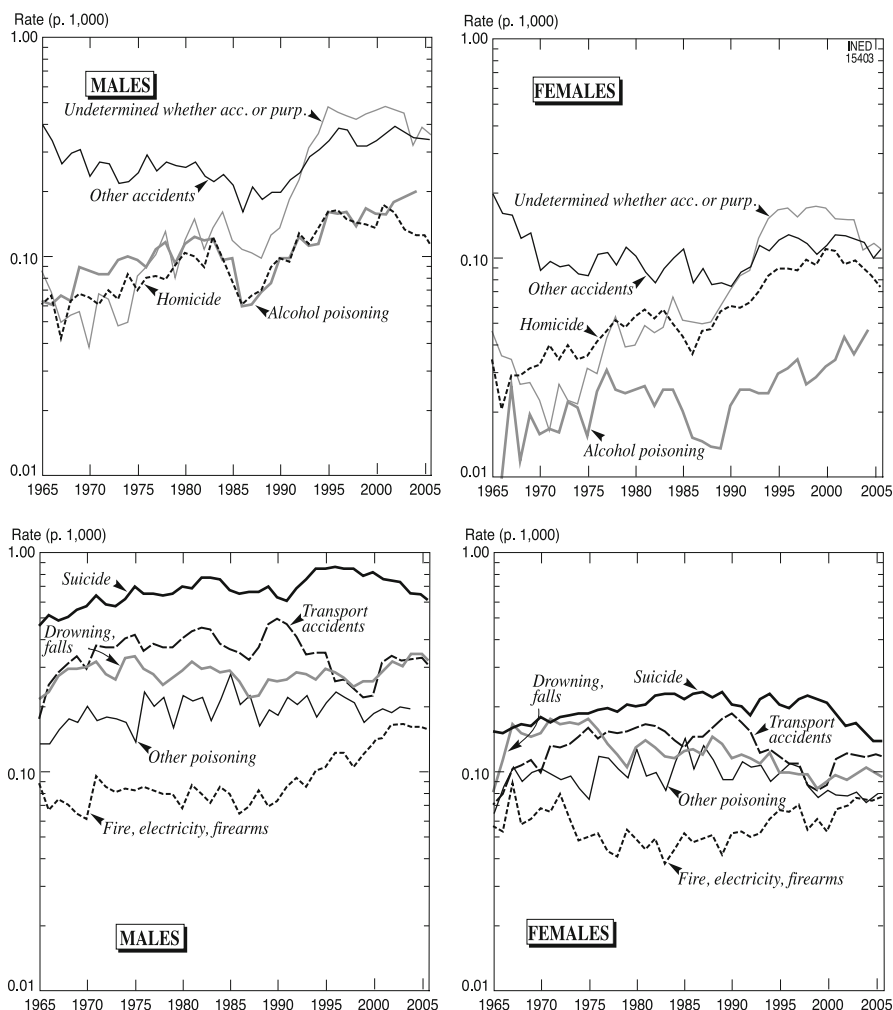 Rate (p. 1,000)
1.00
MALES
Undetermined whether acc. or purp.
Other accidents
0.10
Homicide
Alcohol poisoning
0.01
1965 1970 1975 1980 1985 1990 1995 2000 2005
Rate (p. 1,000)
1.00
INED
15403
FEMALES
Undetermined whether acc. or purp.
0.10
Other accidents
Homicide
Alcohol poisoning
0.01
1965 1970 1975 1980 1985 1990 1995 2000 2005
Rate (p. 1,000)
1.00
Suicide
Transport
accidents
Drowning,
falls
Other poisoning
0.10
Fire, electricity, firearms
MALES
0.01
1965 1970 1975 1980 1985 1990 1995 2000 2005
Rate (p. 1,000)
1.00
Drowning,
falls
Suicide
Transport
accidents
0.10
Other poisoning
Fire, electricity, firearms
FEMALES
0.01
1965 1970 1975 1980 1985 1990 1995 2000 2005